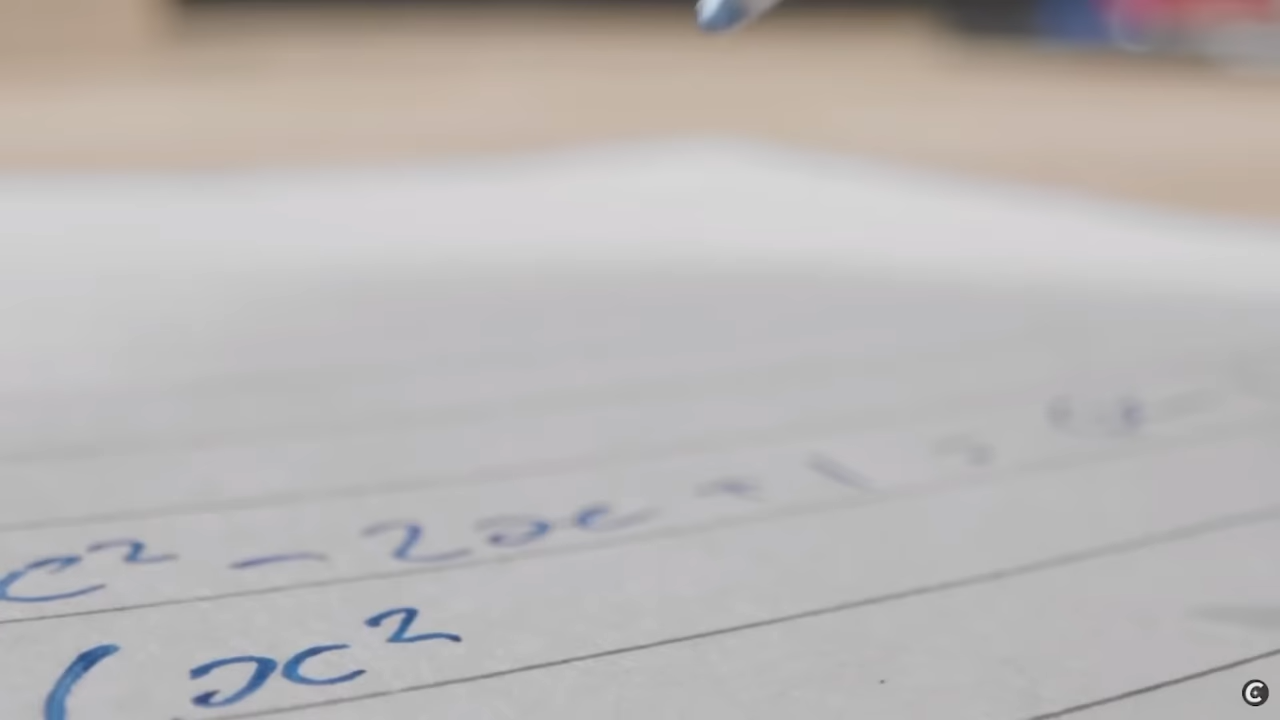 x² - 2x + 1 = (x -
(x²